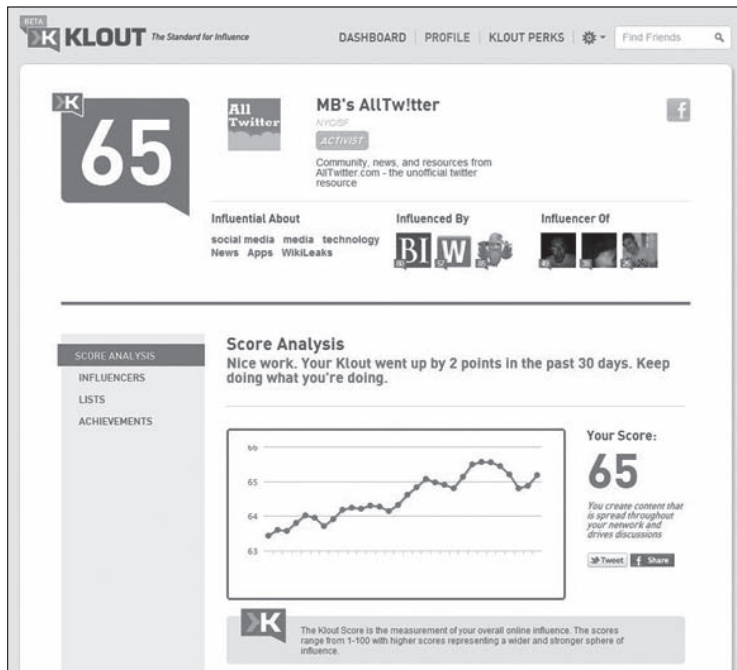 BETA
K KLOUT The Standard for Influence
DASHBOARD | PROFILE | KLOUT PERKS
Find Friends
K
65
All
Twitter
MB's AllTw!tter
NYC/SF
ACTIVIST
Community, news, and resources from
AllTwitter.com - the unofficial twitter
resource
f
Influential About
social media media technology
News Apps WikiLeaks
Influenced By
BI W
Influencer Of
SCORE ANALYSIS
INFLUENCERS
LISTS
ACHIEVEMENTS
Score Analysis
Nice work. Your Klout went up by 2 points in the past 30 days. Keep
doing what you're doing.
66
65
64
63
Your Score:
65
You create content that
is spread throughout
your network and
drives discussions
Tweet
f Share
K
The Klout Score is the measurement of your overall online influence. The scores
range from 1-100 with higher scores representing a wider and stronger sphere of
influence.